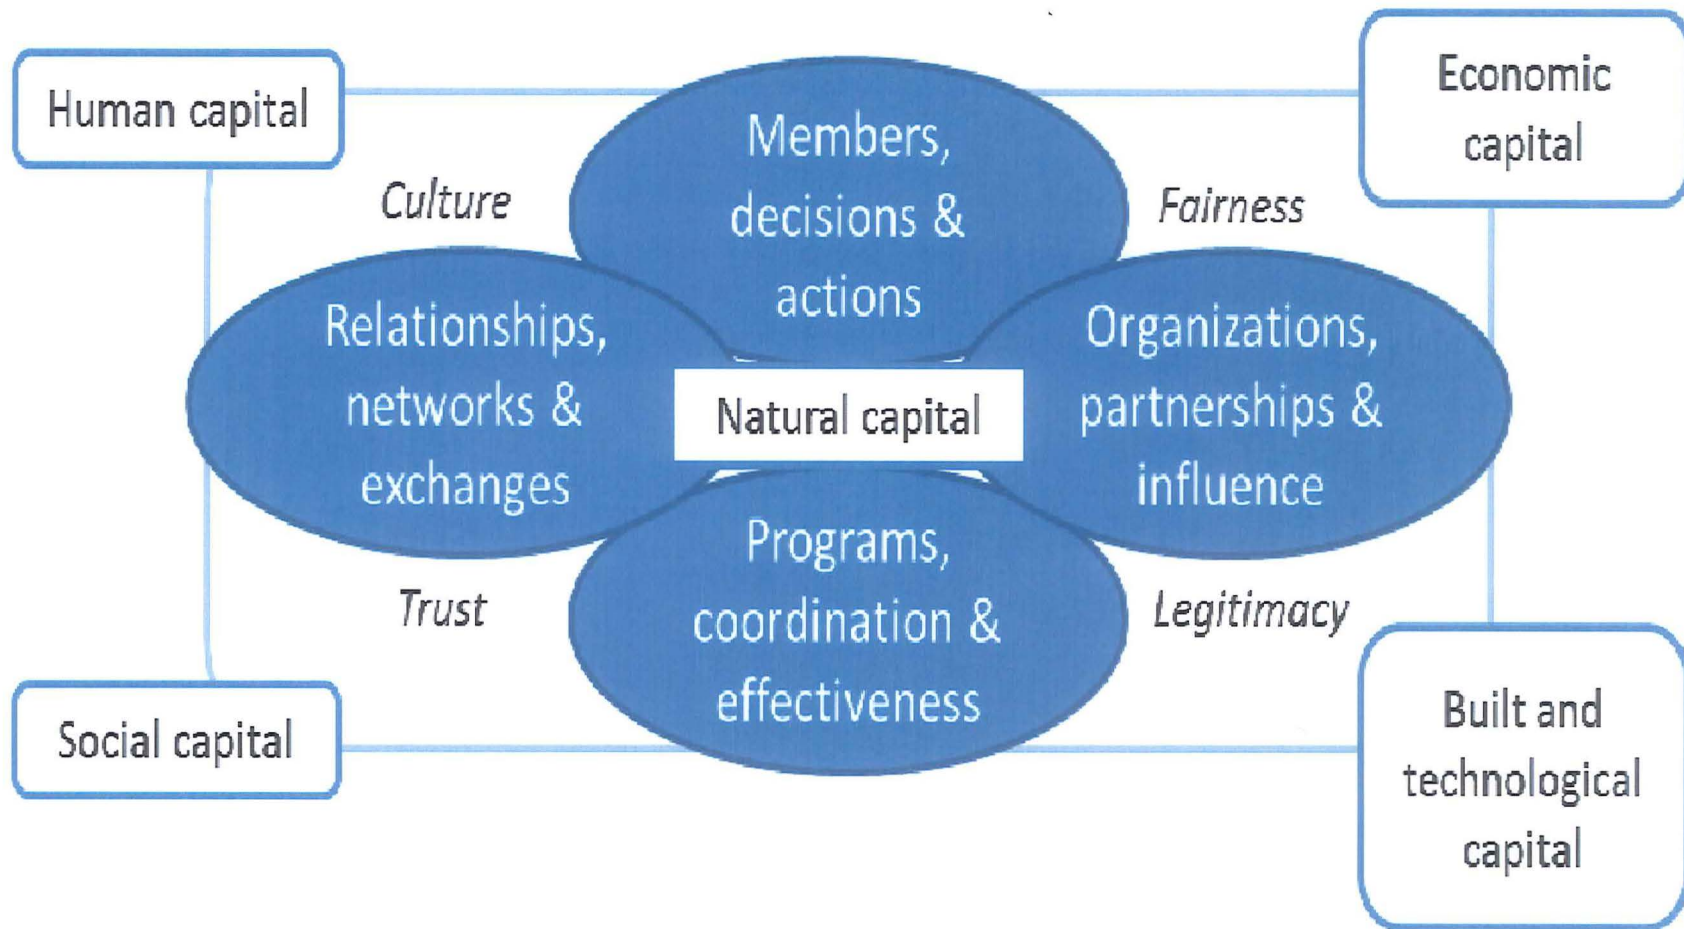 Human capital
Economic
capital
Members,
decisions &
actions
Culture
Fairness
Relationships,
networks &
exchanges
Natural capital
Organizations,
partnerships &
influence
Programs,
coordination &
effectiveness
Trust
Legitimacy
Social capital
Built and
technological
capital